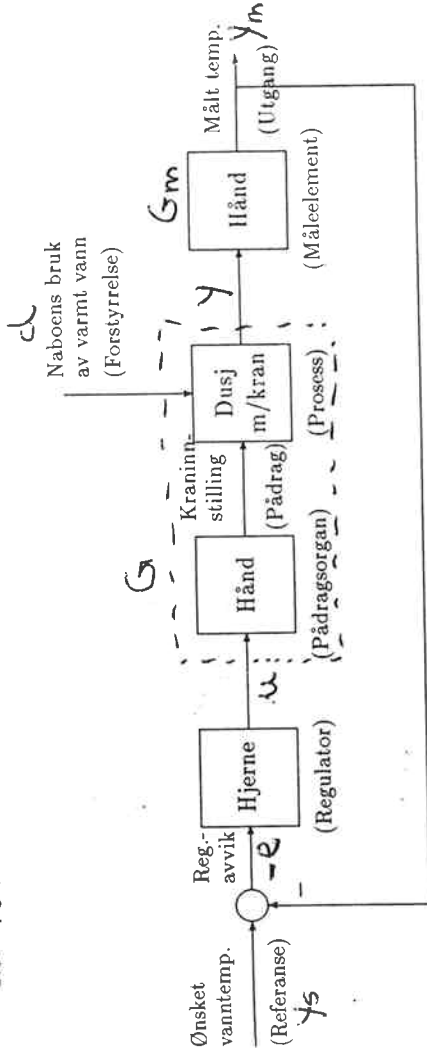 d
Naboens bruk
av varmt vann
(Forstyrrelse)
Ønsket
vanntemp.
(Referanse)
ys
Reg.-
avvik
-e
-
Hjerne
(Regulator)
u
G
Hånd
(Pådragsorgan)
Kraninn-
stilling
(Pådrag)
Dusj
m/kran
(Prosess)
y
Gm
Hånd
(Måleelement)
Målt temp.
(Utgang)
ym